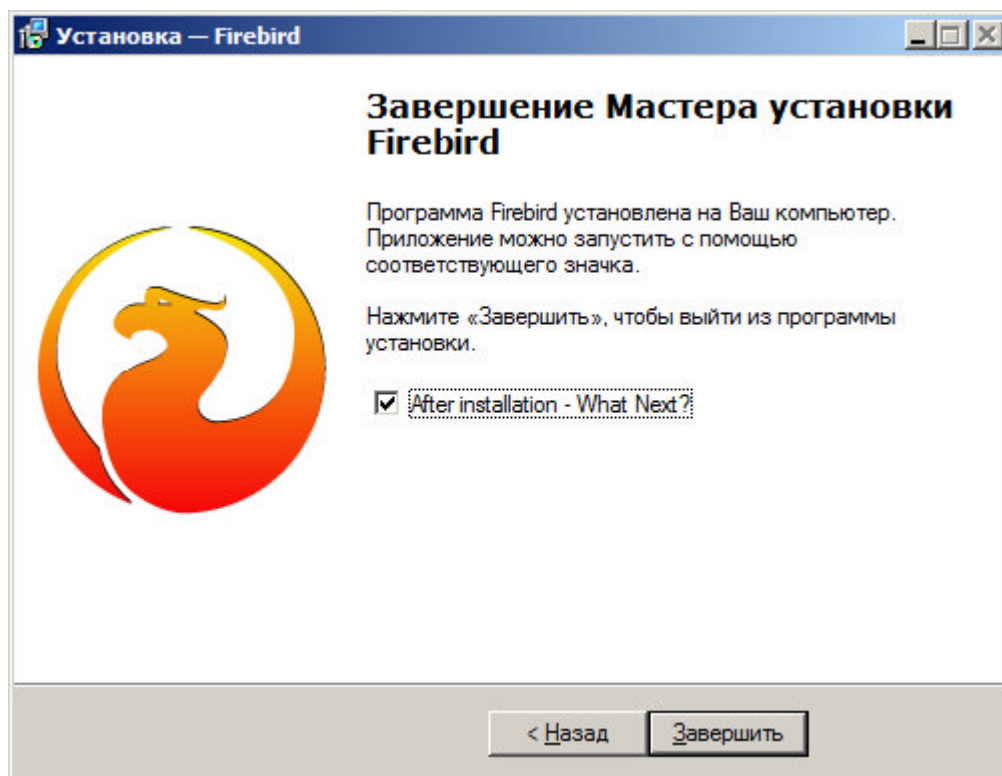 Установка — Firebird
Завершение Мастера установки
Firebird
Программа Firebird установлена на Ваш компьютер.
Приложение можно запустить с помощью
соответствующего значка.
Нажмите «Завершить», чтобы выйти из программы
установки.
After installation - What Next?
< Назад
Завершить